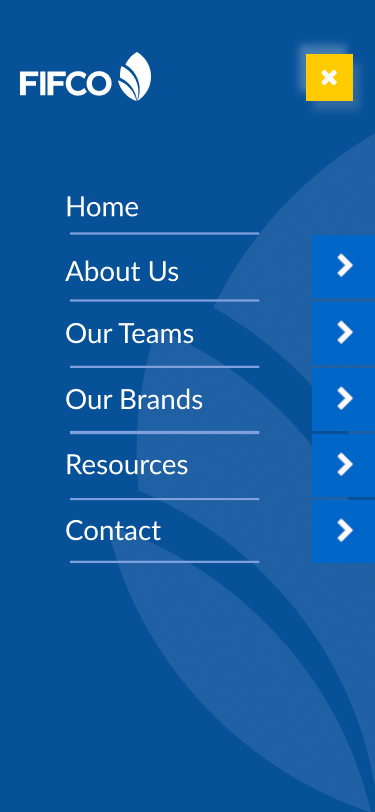 FIFCO
Home
About Us
Our Teams
Our Brands
Resources
Contact